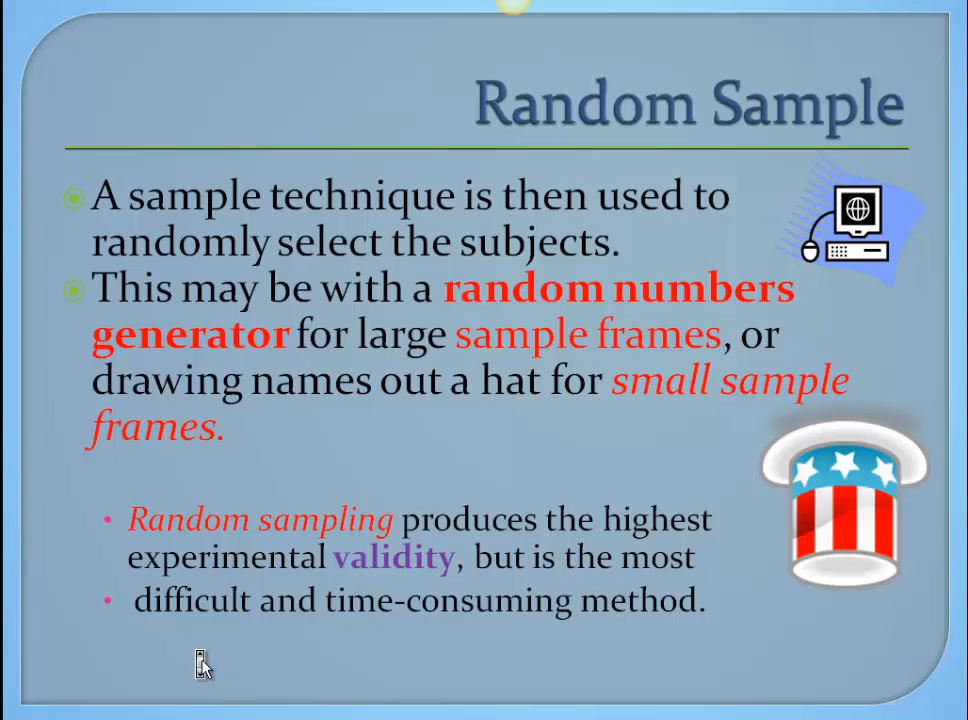 Random Sample
A sample technique is then used to
randomly select the subjects.
This may be with a random numbers
generator for large sample frames, or
drawing names out a hat for small sample
frames.
Random sampling produces the highest
experimental validity, but is the most
difficult and time-consuming method.